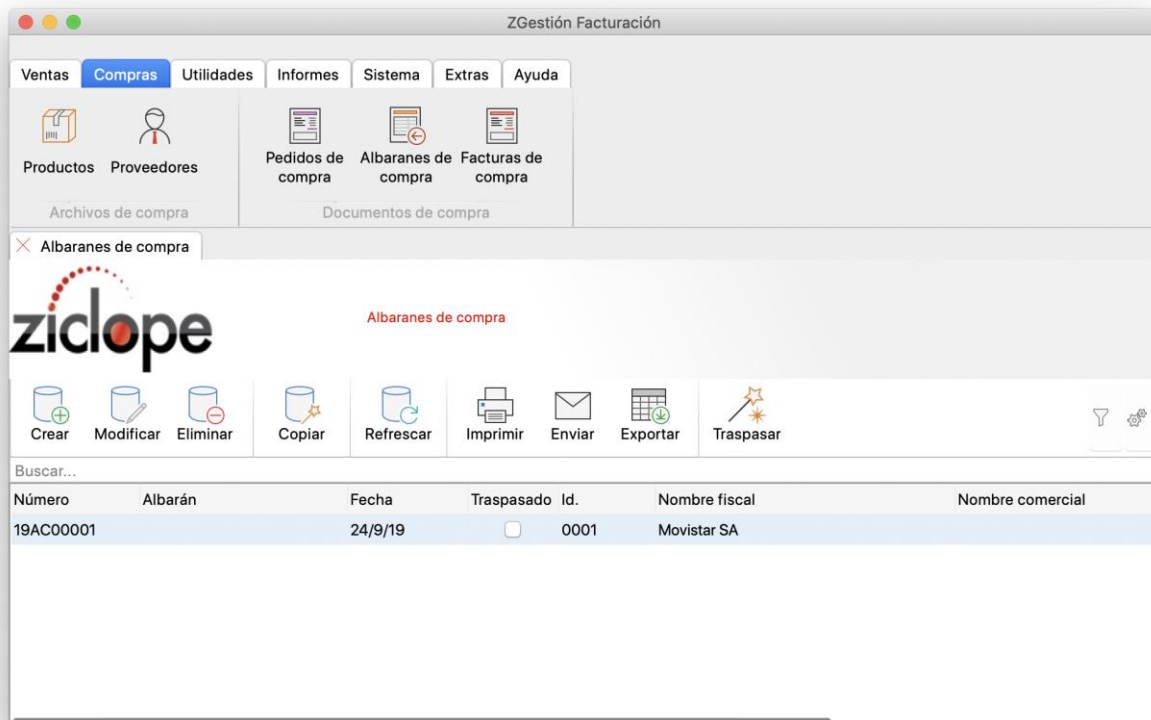 ZGestión Facturación
Ventas Compras Utilidades Informes Sistema Extras Ayuda
Productos Proveedores Pedidos de compra Albaranes de compra Facturas de compra
Archivos de compra Documentos de compra
Albaranes de compra
ziclope
Albaranes de compra
Crear Modificar Eliminar Copiar Refrescar Imprimir Enviar Exportar Traspasar
Buscar...
Número Albarán Fecha Traspasado Id. Nombre fiscal Nombre comercial
19AC00001 24/9/19 0001 Movistar SA